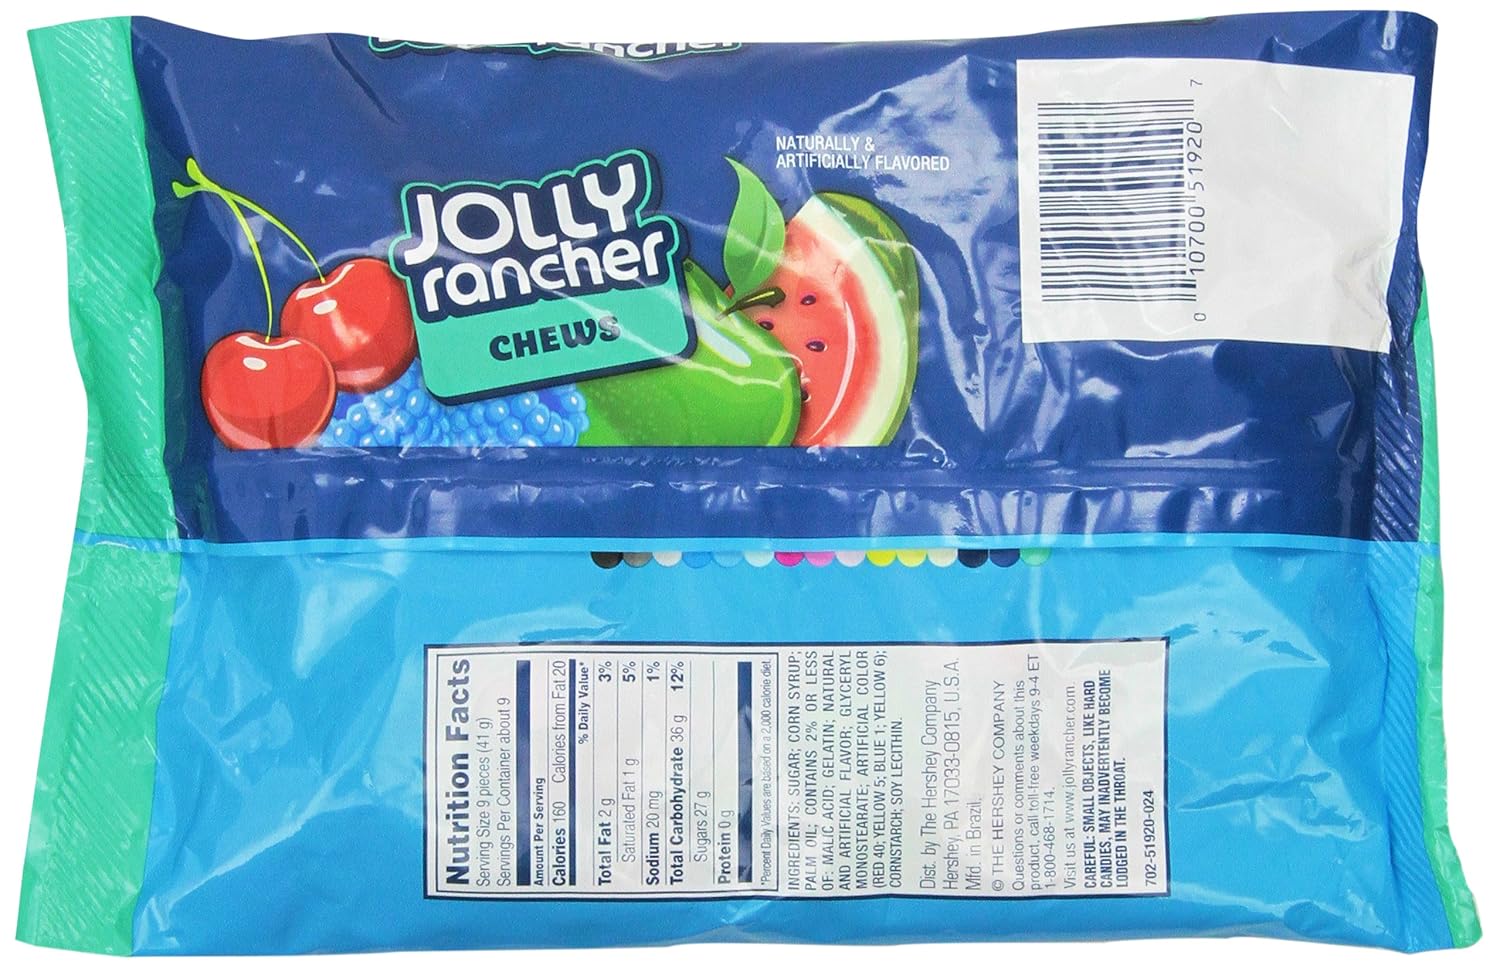 rancher
JOLLY
rancher
CHEWS
NATURALLY &
ARTIFICIALLY FLAVORED
0 10700 51920 7
Nutrition Facts
Serving Size 9 pieces (41 g)
Servings Per Container about 9
Amount Per Serving
Calories 160 Calories from Fat 20
% Daily Value*
Total Fat 2 g 3%
Saturated Fat 1 g 5%
Sodium 20mg 1%
Total Carbohydrate 36 g 12%
Sugars 27 g
Protein 0 g
*Percent Daily Values are based on a 2,000 calorie diet.
INGREDIENTS: SUGAR; CORN SYRUP;
PALM OIL; CONTAINS 2% OR LESS
OF: MALIC ACID; GELATIN; NATURAL
AND ARTIFICIAL FLAVOR; GLYCERYL
MONOSTEARATE; ARTIFICIAL COLOR
(RED 40; YELLOW 5; BLUE 1; YELLOW 6);
CORNSTARCH; SOY LECITHIN.
Dist. by The Hershey Company
Hershey, PA 17033-0815, U.S.A.
Mfd. in Brazil.
© THE HERSHEY COMPANY
Questions or comments about this
product, call toll-free weekdays 9-4 ET
1-800-468-1714.
Visit us at www.jollyrancher.com.
CAREFUL: SMALL OBJECTS, LIKE HARD
CANDIES, MAY INADVERTENTLY BECOME
LODGED IN THE THROAT.
702-51920-024